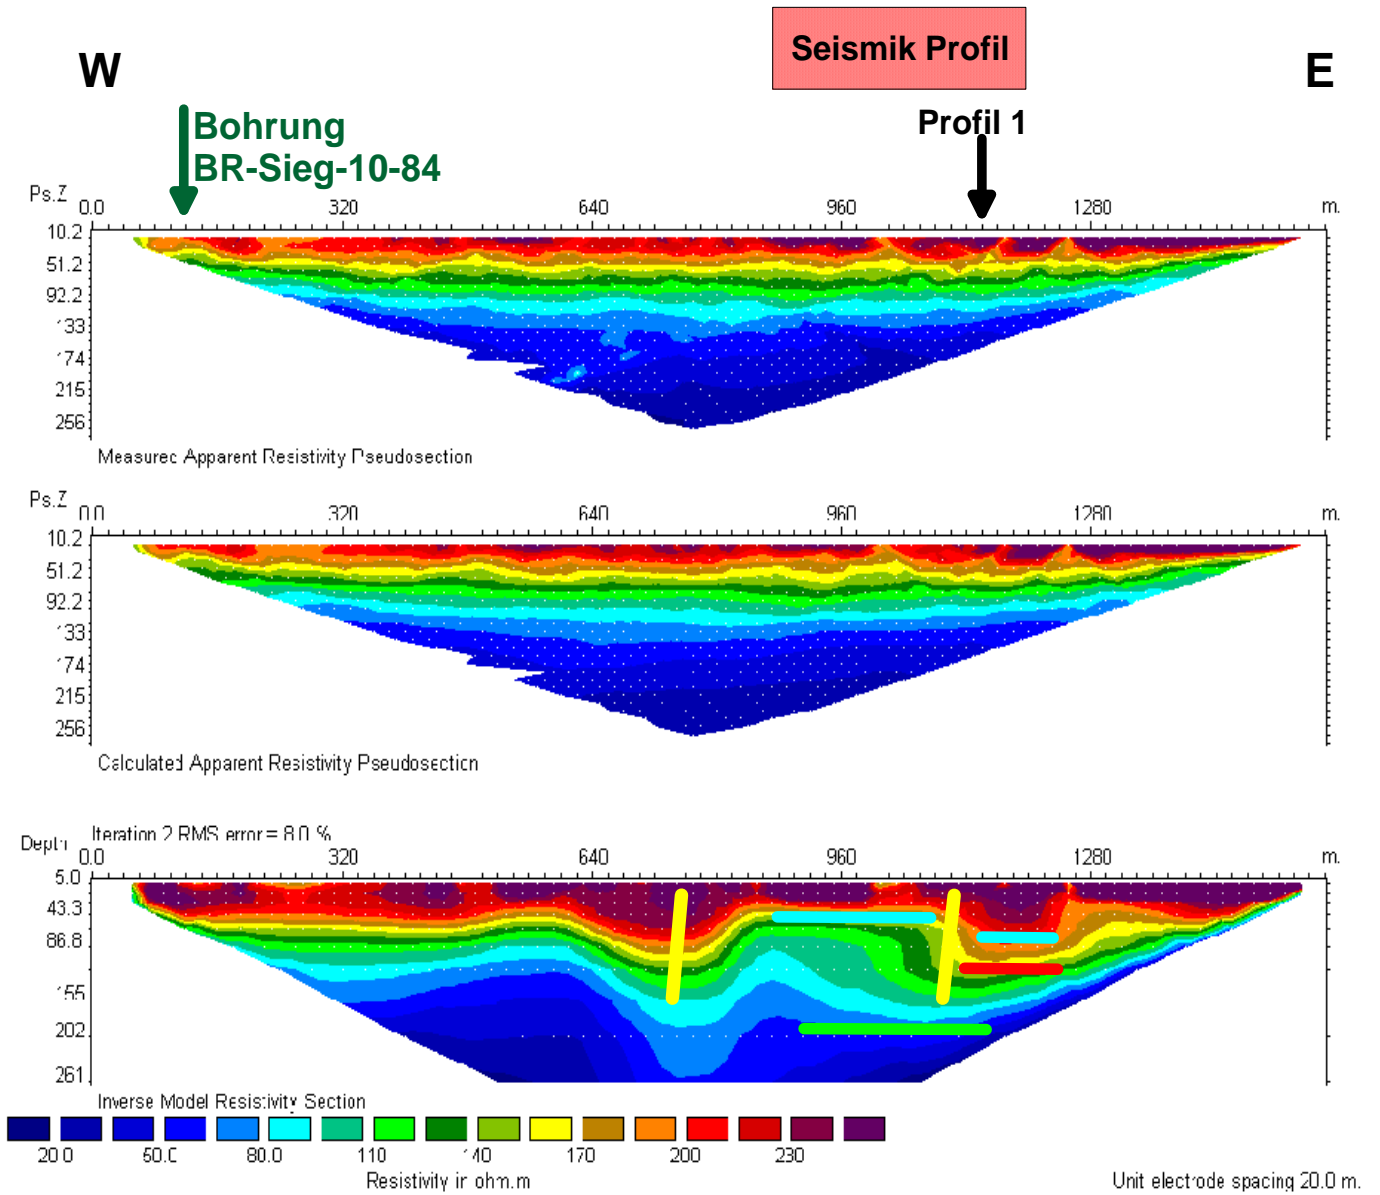 Seismik Profil
W
E
Bohrung
BR-Sieg-10-84
Profil 1
Ps.Z
0.0 320 640 960 1280 m.
10.2
51.2
92.2
133
174
215
256
Measured Apparent Resistivity Pseudosection
Ps.Z
0.0 320 640 960 1280 m.
10.2
51.2
92.2
133
174
215
256
Calculated Apparent Resistivity Pseudosection
Iteration 2 RMS error = 8.0 %
Depth
0.0 320 640 960 1280 m.
5.0
43.3
86.8
155
202
261
Inverse Model Resistivity Section
20.0 50.0 80.0 110 140 170 200 230
Resistivity in ohm.m
Unit electrode spacing 20.0 m.